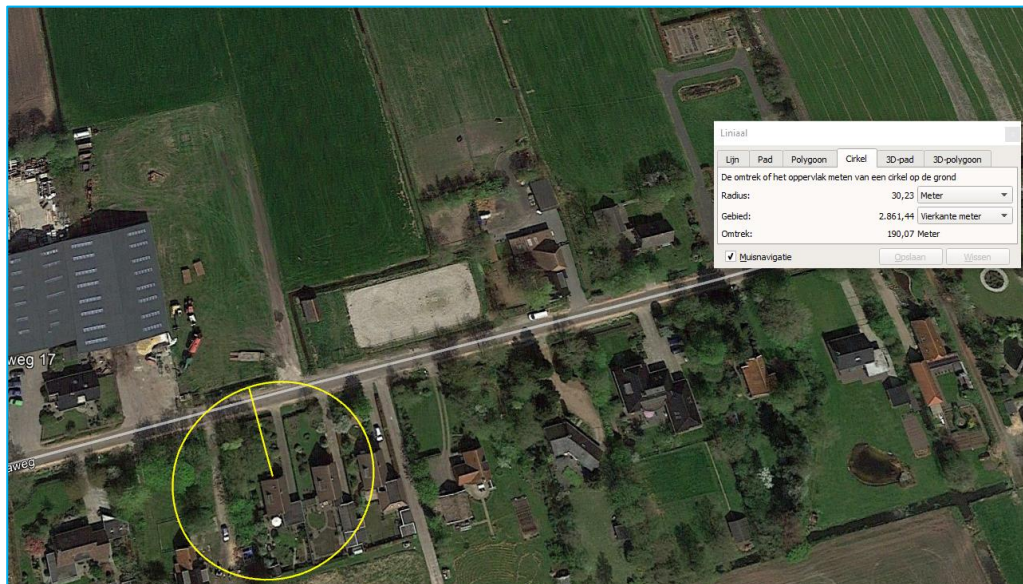 Liniaal
Lijn Pad Polygoon Cirkel 3D-pad 3D-polygoon
De omtrek of het oppervlak meten van een cirkel op de grond
Radius: 30,23 Meter
Gebied: 2.861,44 Vierkante meter
Omtrek: 190,07 Meter
Muisnavigatie Opslaan Wissen
weg 17
aweg